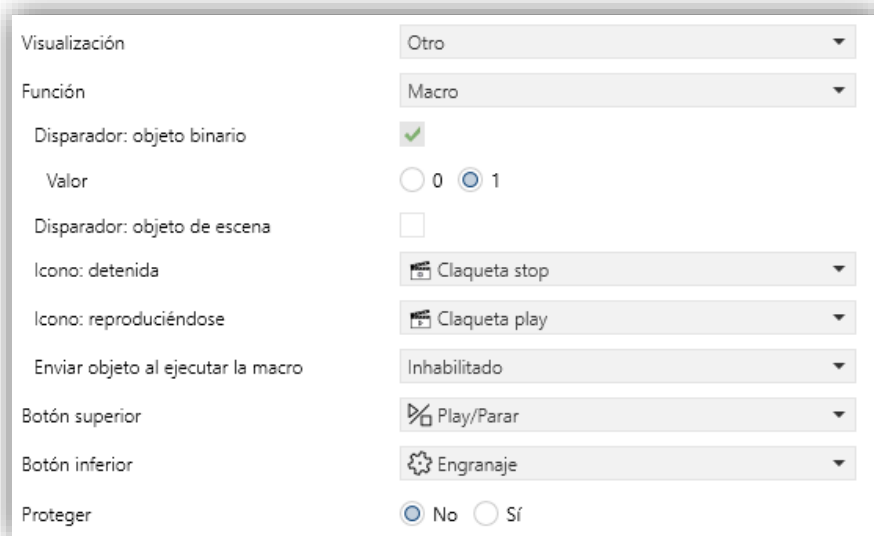 Visualización Otro
Función Macro
Disparador: objeto binario
Valor 0 1
Disparador: objeto de escena
Icono: detenida Claqueta stop
Icono: reproduciéndose Claqueta play
Enviar objeto al ejecutar la macro Inhabilitado
Botón superior Play/Parar
Botón inferior Engranaje
Proteger No Sí